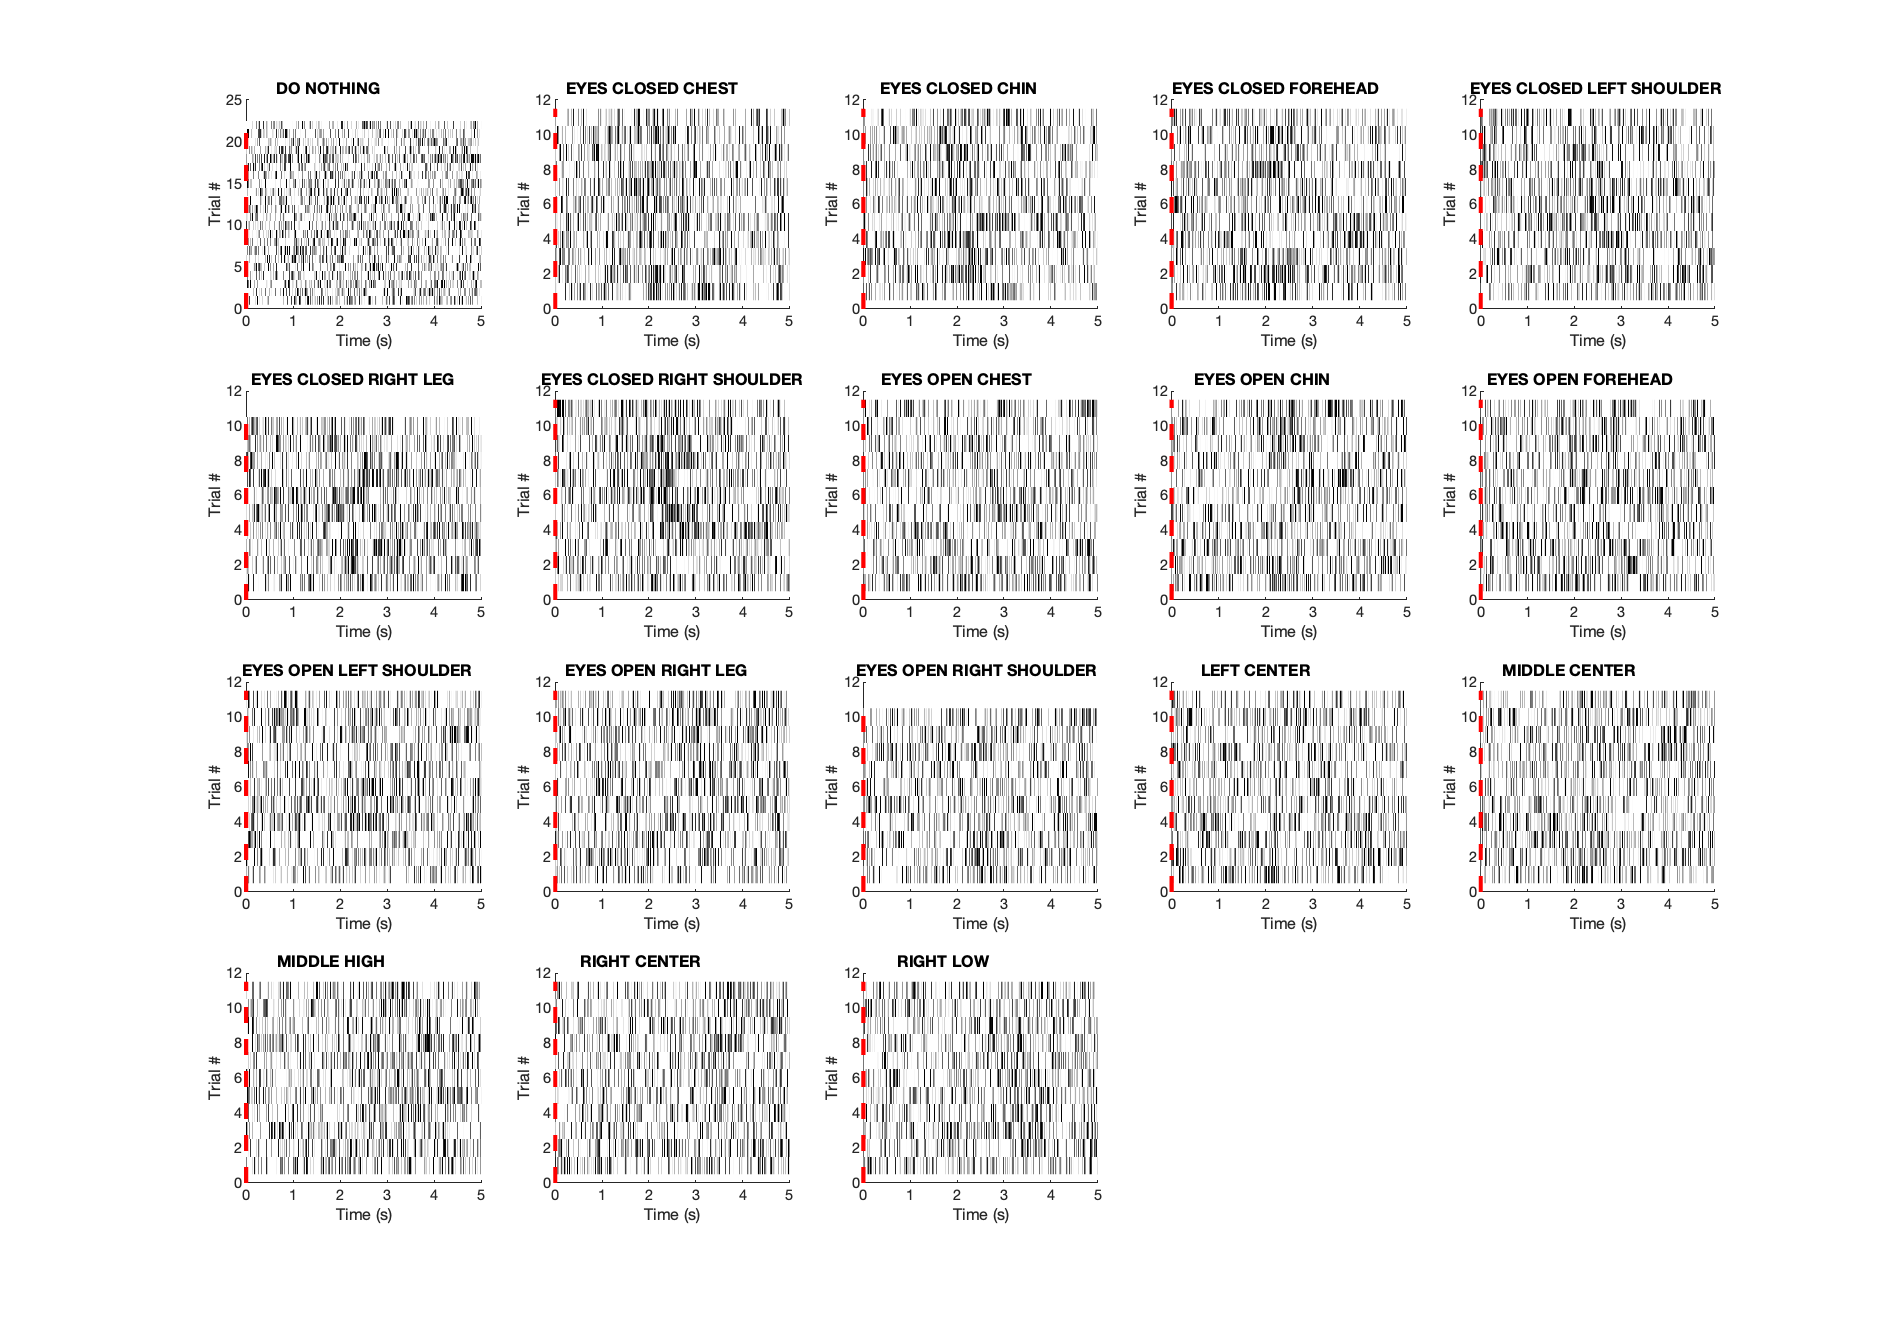 DO NOTHING
25
20
15
10
5
0
Trial #
0 1 2 3 4 5
Time (s)
EYES CLOSED CHEST
12
10
8
6
4
2
0
Trial #
0 1 2 3 4 5
Time (s)
EYES CLOSED CHIN
12
10
8
6
4
2
0
Trial #
0 1 2 3 4 5
Time (s)
EYES CLOSED FOREHEAD
12
10
8
6
4
2
0
Trial #
0 1 2 3 4 5
Time (s)
EYES CLOSED LEFT SHOULDER
12
10
8
6
4
2
0
Trial #
0 1 2 3 4 5
Time (s)
EYES CLOSED RIGHT LEG
12
10
8
6
4
2
0
Trial #
0 1 2 3 4 5
Time (s)
EYES CLOSED RIGHT SHOULDER
12
10
8
6
4
2
0
Trial #
0 1 2 3 4 5
Time (s)
EYES OPEN CHEST
12
10
8
6
4
2
0
Trial #
0 1 2 3 4 5
Time (s)
EYES OPEN CHIN
12
10
8
6
4
2
0
Trial #
0 1 2 3 4 5
Time (s)
EYES OPEN FOREHEAD
12
10
8
6
4
2
0
Trial #
0 1 2 3 4 5
Time (s)
EYES OPEN LEFT SHOULDER
12
10
8
6
4
2
0
Trial #
0 1 2 3 4 5
Time (s)
EYES OPEN RIGHT LEG
12
10
8
6
4
2
0
Trial #
0 1 2 3 4 5
Time (s)
EYES OPEN RIGHT SHOULDER
12
10
8
6
4
2
0
Trial #
0 1 2 3 4 5
Time (s)
LEFT CENTER
12
10
8
6
4
2
0
Trial #
0 1 2 3 4 5
Time (s)
MIDDLE CENTER
12
10
8
6
4
2
0
Trial #
0 1 2 3 4 5
Time (s)
MIDDLE HIGH
12
10
8
6
4
2
0
Trial #
0 1 2 3 4 5
Time (s)
RIGHT CENTER
12
10
8
6
4
2
0
Trial #
0 1 2 3 4 5
Time (s)
RIGHT LOW
12
10
8
6
4
2
0
Trial #
0 1 2 3 4 5
Time (s)